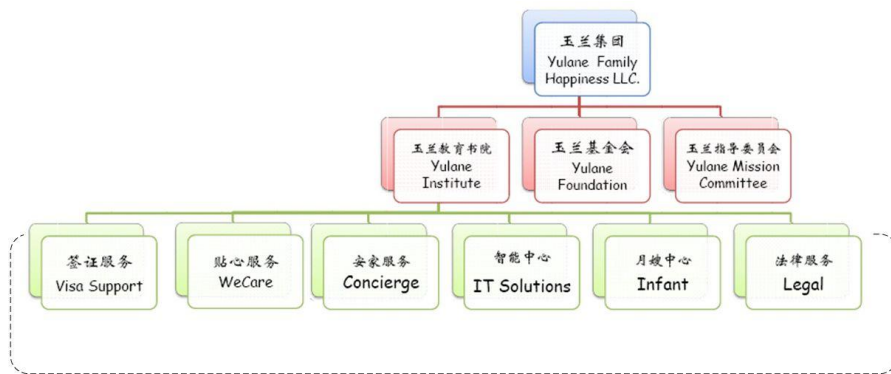 玉兰集团
Yulane Family
Happiness LLC.
玉兰教育书院
Yulane
Institute
玉兰基金会
Yulane
Foundation
玉兰指导委员会
Yulane Mission
Committee
签证服务
Visa Support
贴心服务
WeCare
安家服务
Concierge
智能中心
IT Solutions
月嫂中心
Infant
法律服务
Legal